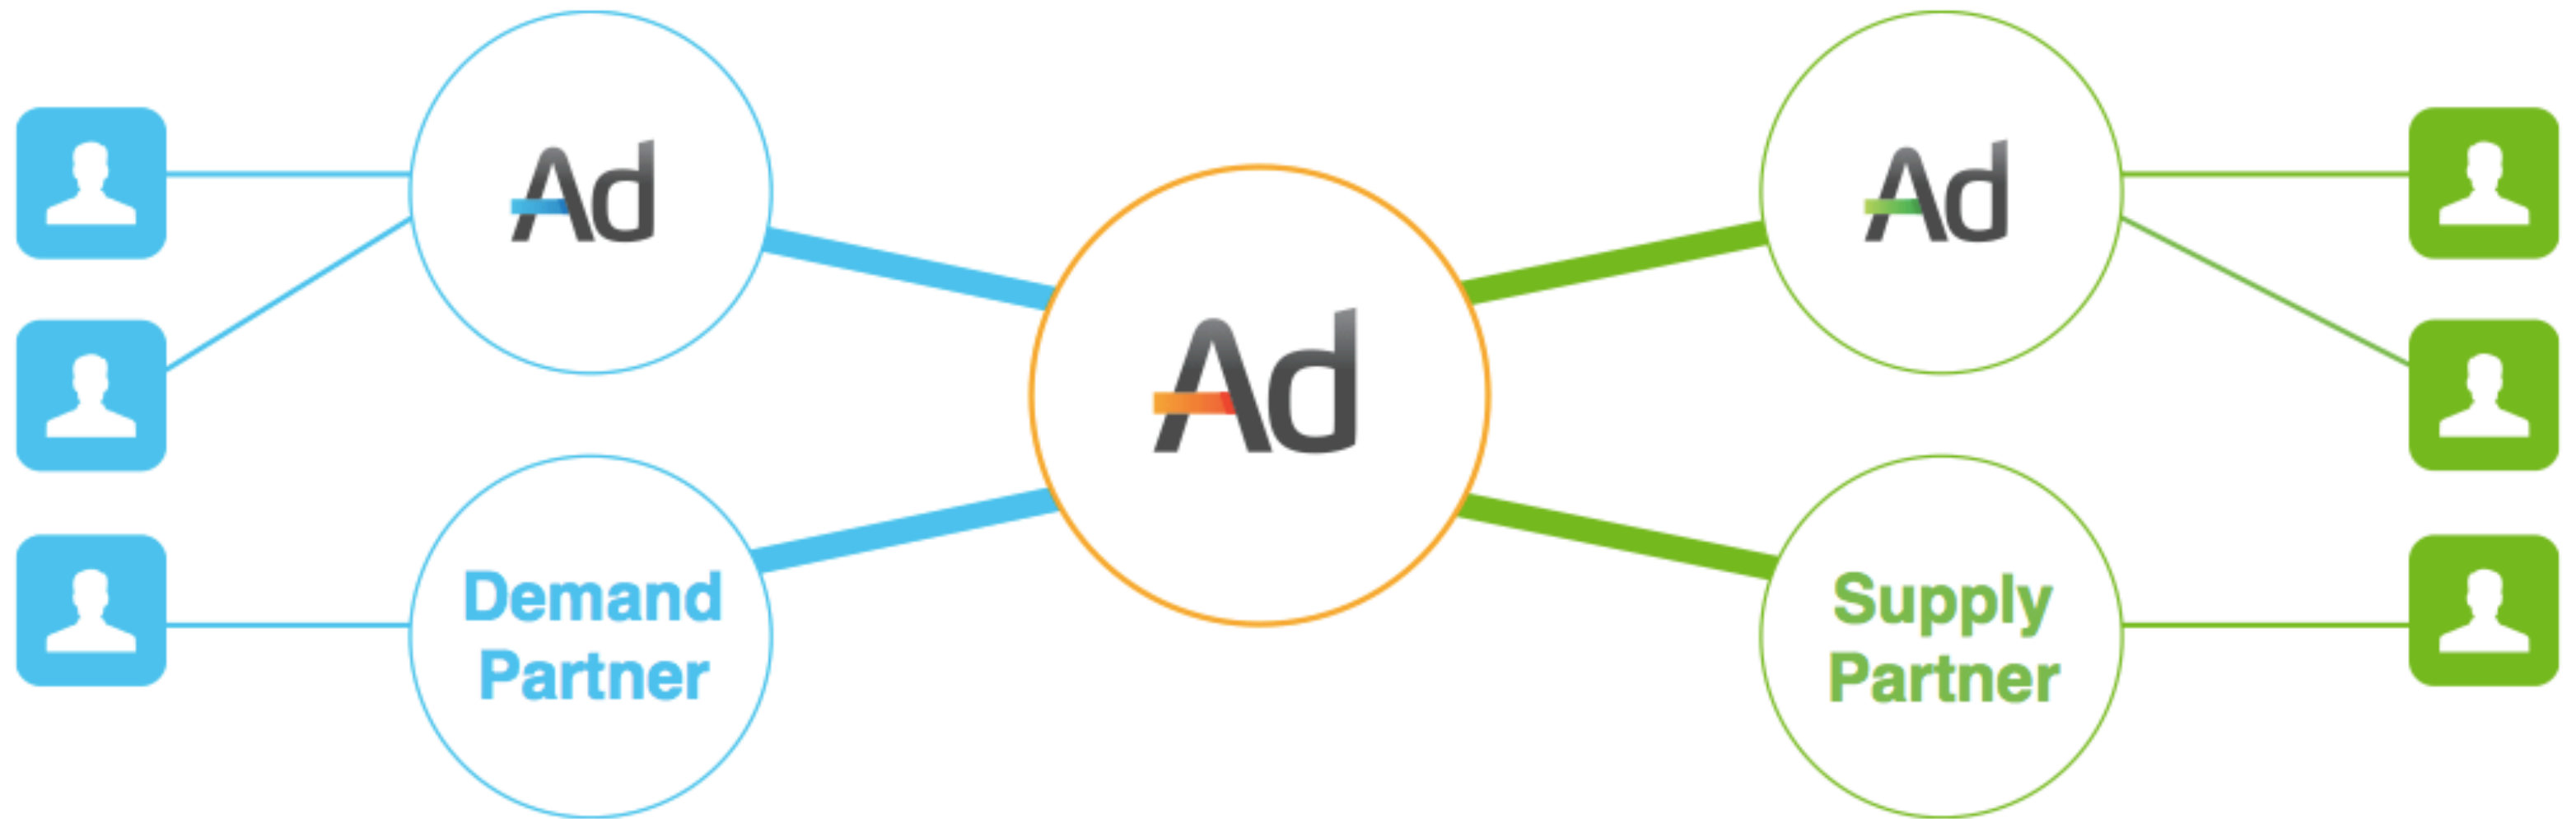 Ad
Ad
Ad
Demand
Partner
Supply
Partner